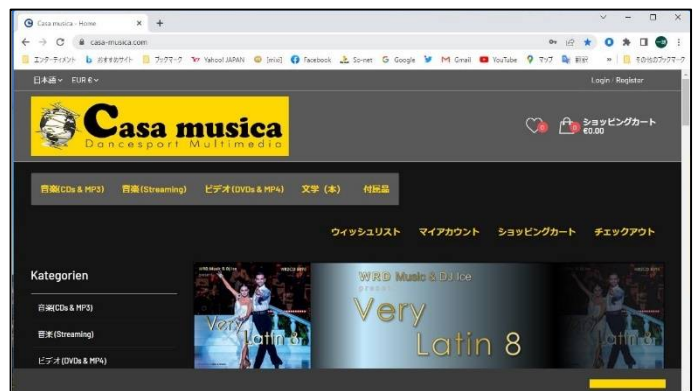 Casa musica - Home
casa-musica.com
エンターテイメント おすすめサイト ブックマーク Yahoo! JAPAN [mixi] Facebook So-net Google Gmail YouTube マップ 翻訳 » その他のブックマーク
日本語 EUR € Login / Register
Casa musica
Dancesport Multimedia
ショッピングカート
€0.00
音楽(CDs & MP3) 音楽(Streaming) ビデオ(DVDs & MP4) 文学 (本) 付属品
ウィッシュリスト マイアカウント ショッピングカート チェックアウト
Kategorien
音楽(CDs & MP3)
音楽(Streaming)
ビデオ(DVDs & MP4)
WRD Music & DJ Ice
Very
Latin 8
Very
Latin 8